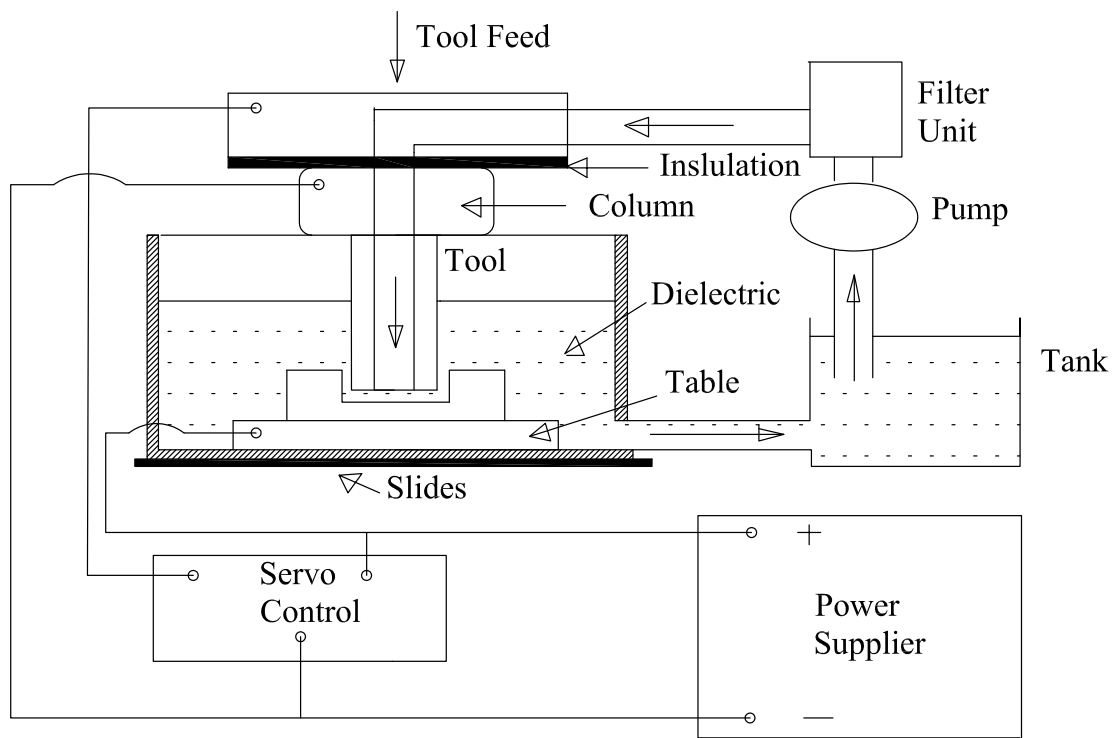 Tool Feed
Filter
Unit
Inslulation
Column
Pump
Tool
Dielectric
Tank
Table
Slides
+
Servo
Control
Power
Supplier
—